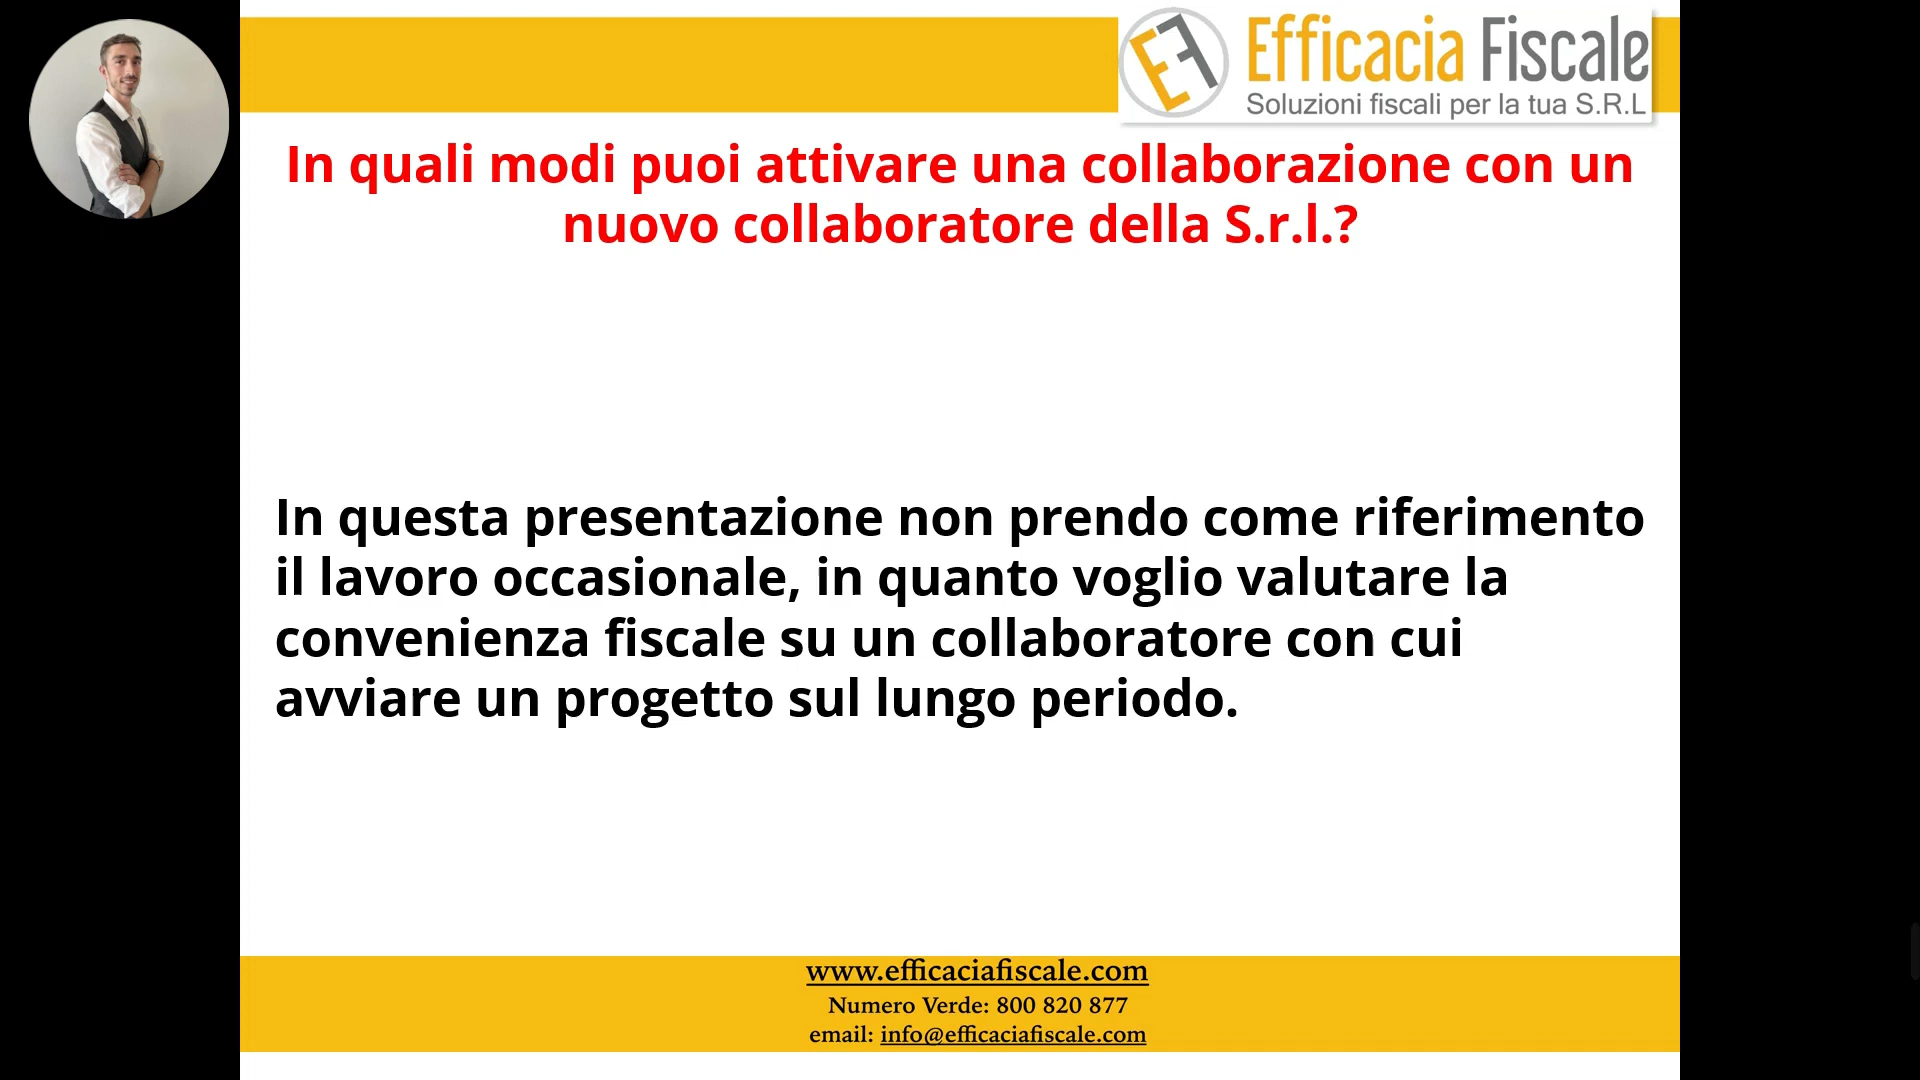 Efficacia Fiscale
Soluzioni fiscali per la tua S.R.L
In quali modi puoi attivare una collaborazione con un
nuovo collaboratore della S.r.l.?
In questa presentazione non prendo come riferimento
il lavoro occasionale, in quanto voglio valutare la
convenienza fiscale su un collaboratore con cui
avviare un progetto sul lungo periodo.
www.efficaciafiscale.com
Numero Verde: 800 820 877
email: info@efficaciafiscale.com